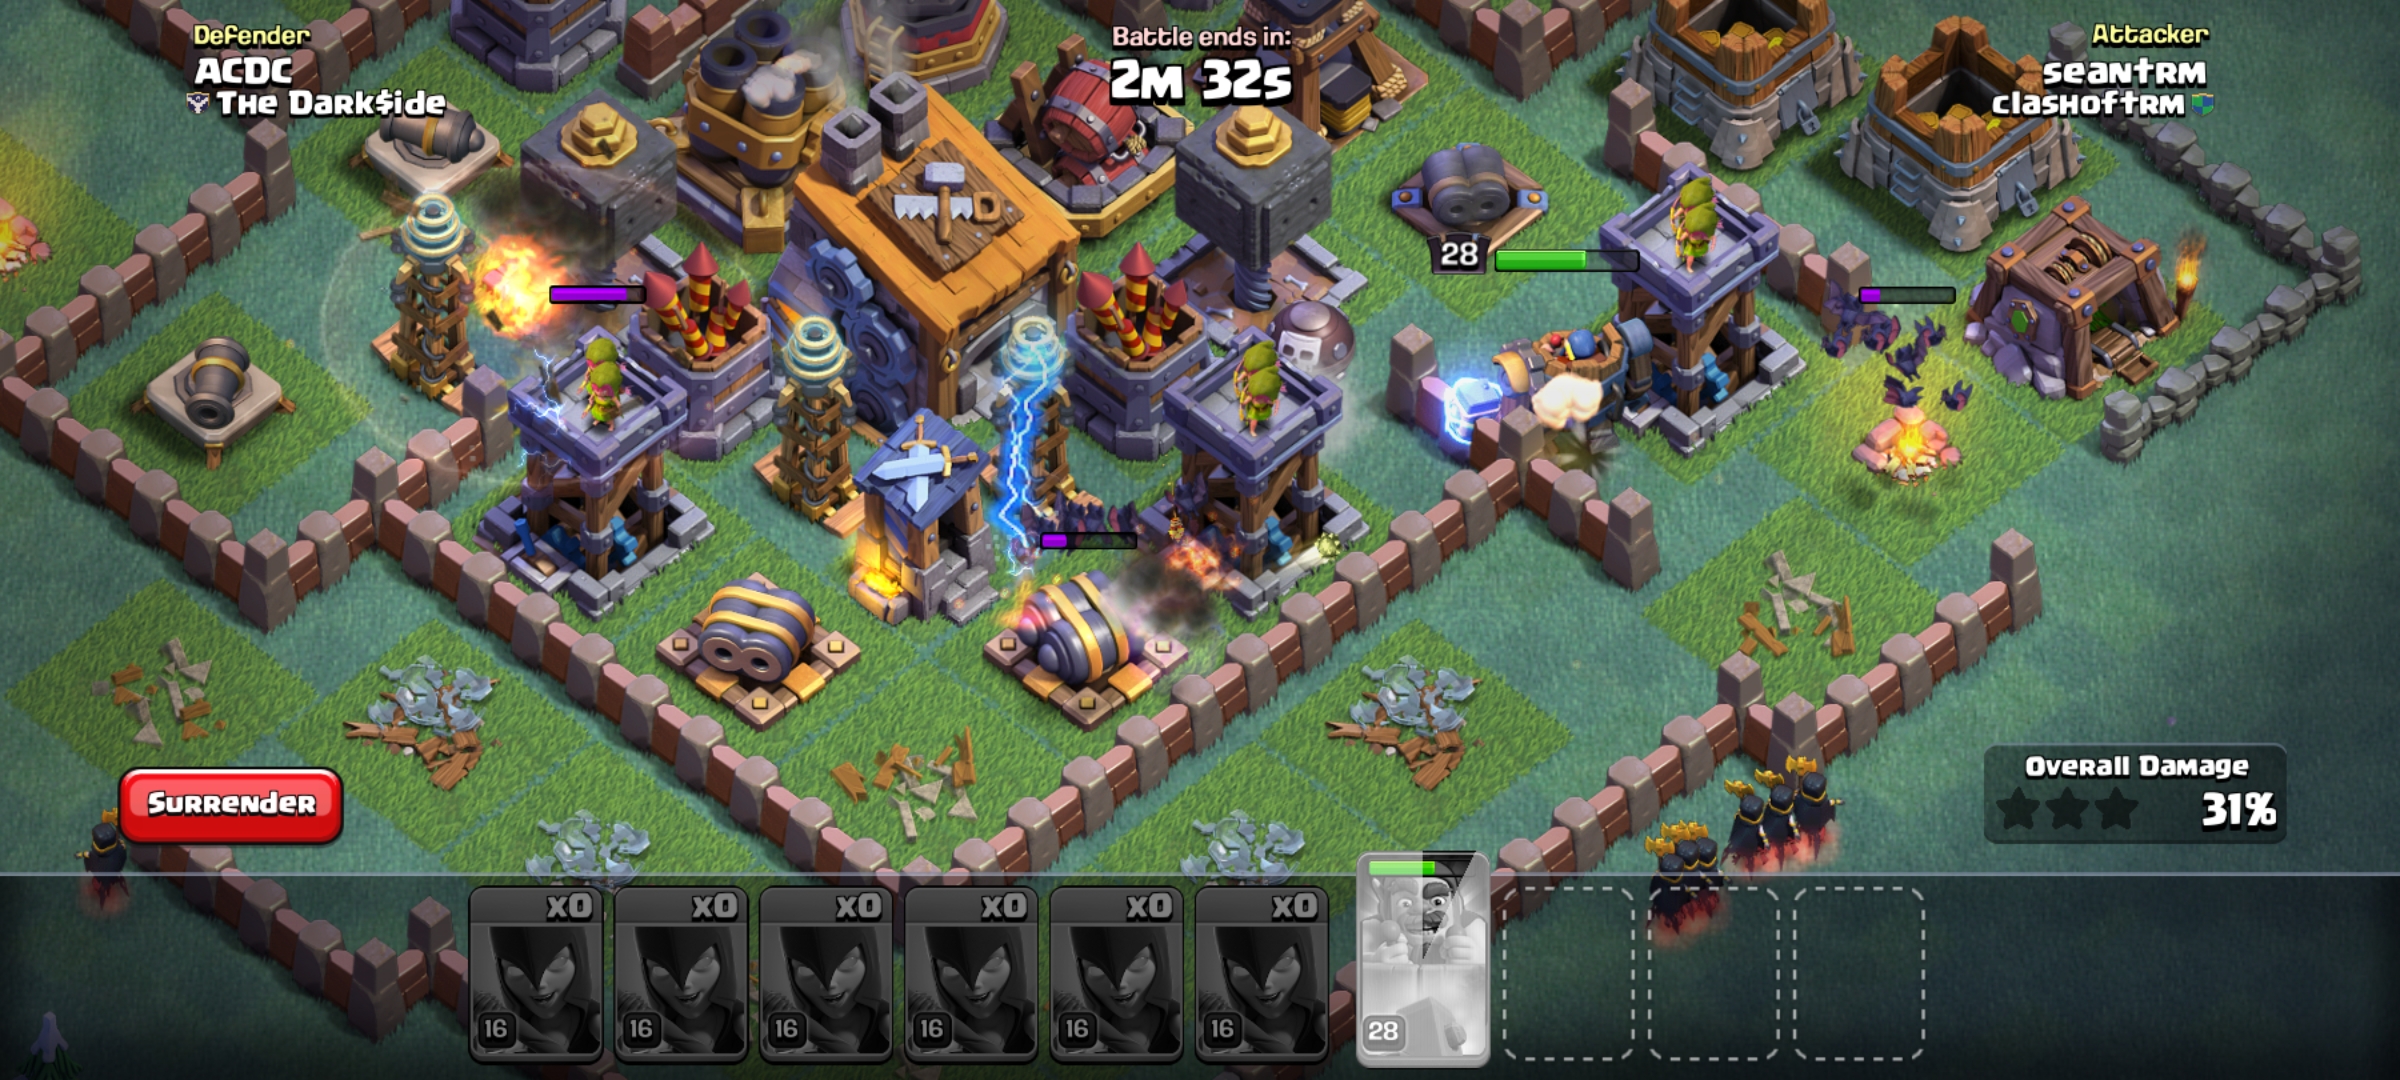 Defender
ACDC
The Dark$ide
Battle ends in:
2M 32s
Attacker
seantrm
clashoftrm
28
Surrender
Overall Damage
31%
x0
x0
x0
x0
x0
x0
16
16
16
16
16
16
28